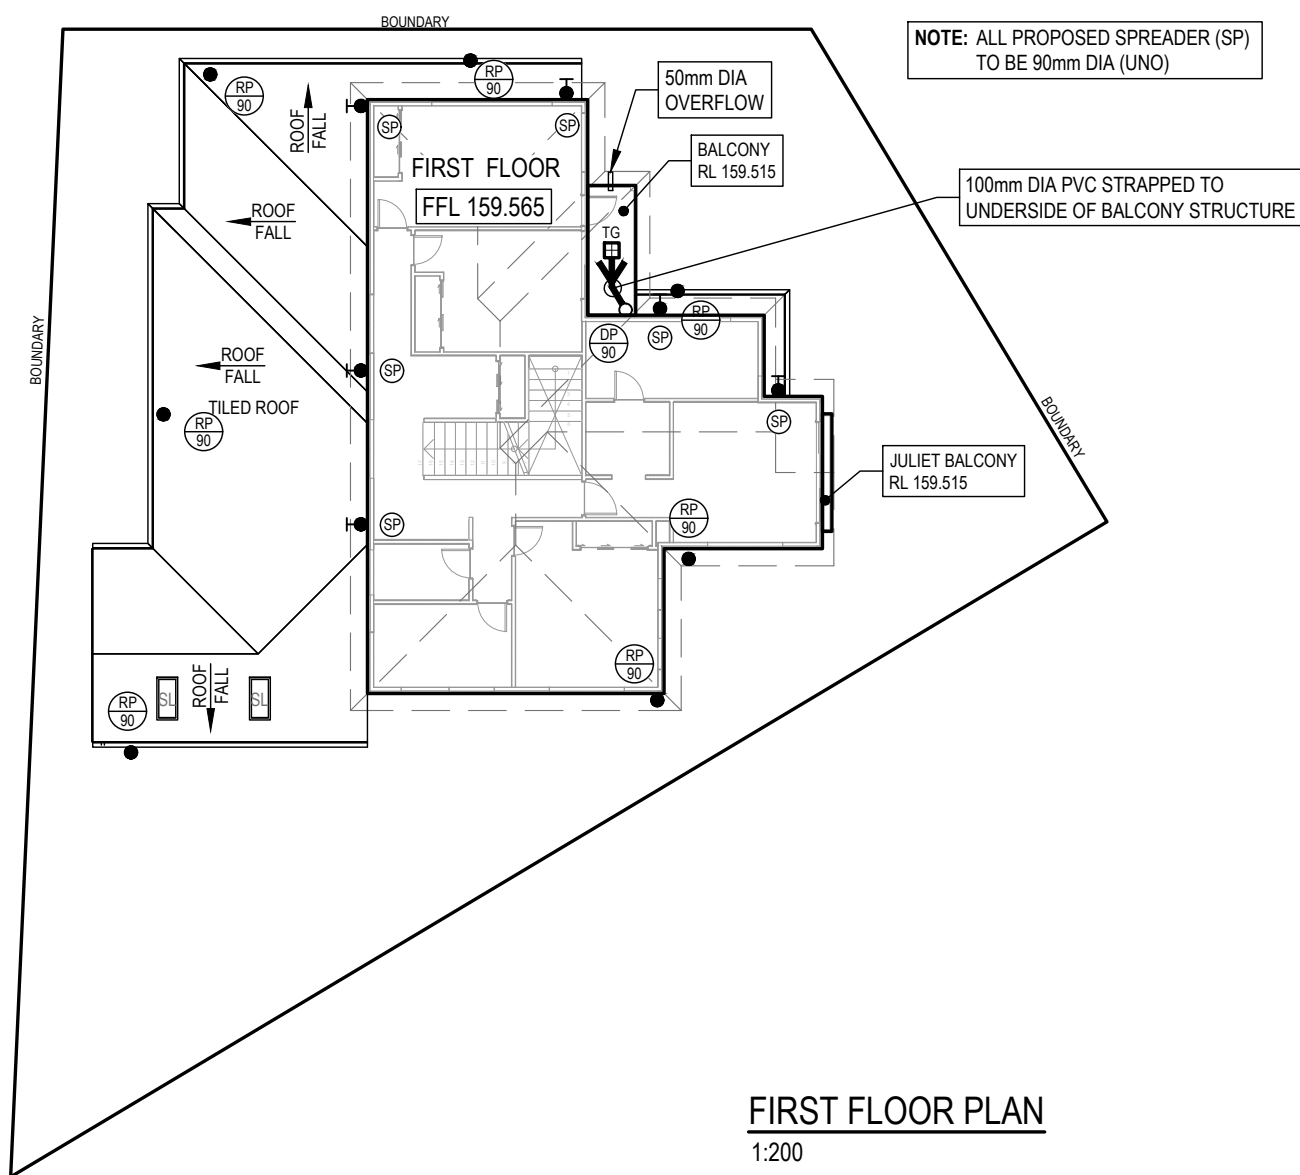 BOUNDARY
NOTE: ALL PROPOSED SPREADER (SP)
TO BE 90mm DIA (UNO)
RP
90
RP
90
50mm DIA
OVERFLOW
ROOF
FALL
SP
SP
BALCONY
RL 159.515
FIRST FLOOR
FFL 159.565
100mm DIA PVC STRAPPED TO
UNDERSIDE OF BALCONY STRUCTURE
ROOF
FALL
TG
BOUNDARY
RP
90
DP
90
SP
ROOF
FALL
SP
TILED ROOF
RP
90
SP
BOUNDARY
JULIET BALCONY
RL 159.515
SP
RP
90
RP
90
ROOF
FALL
SL
SL
RP
90
FIRST FLOOR PLAN
1:200